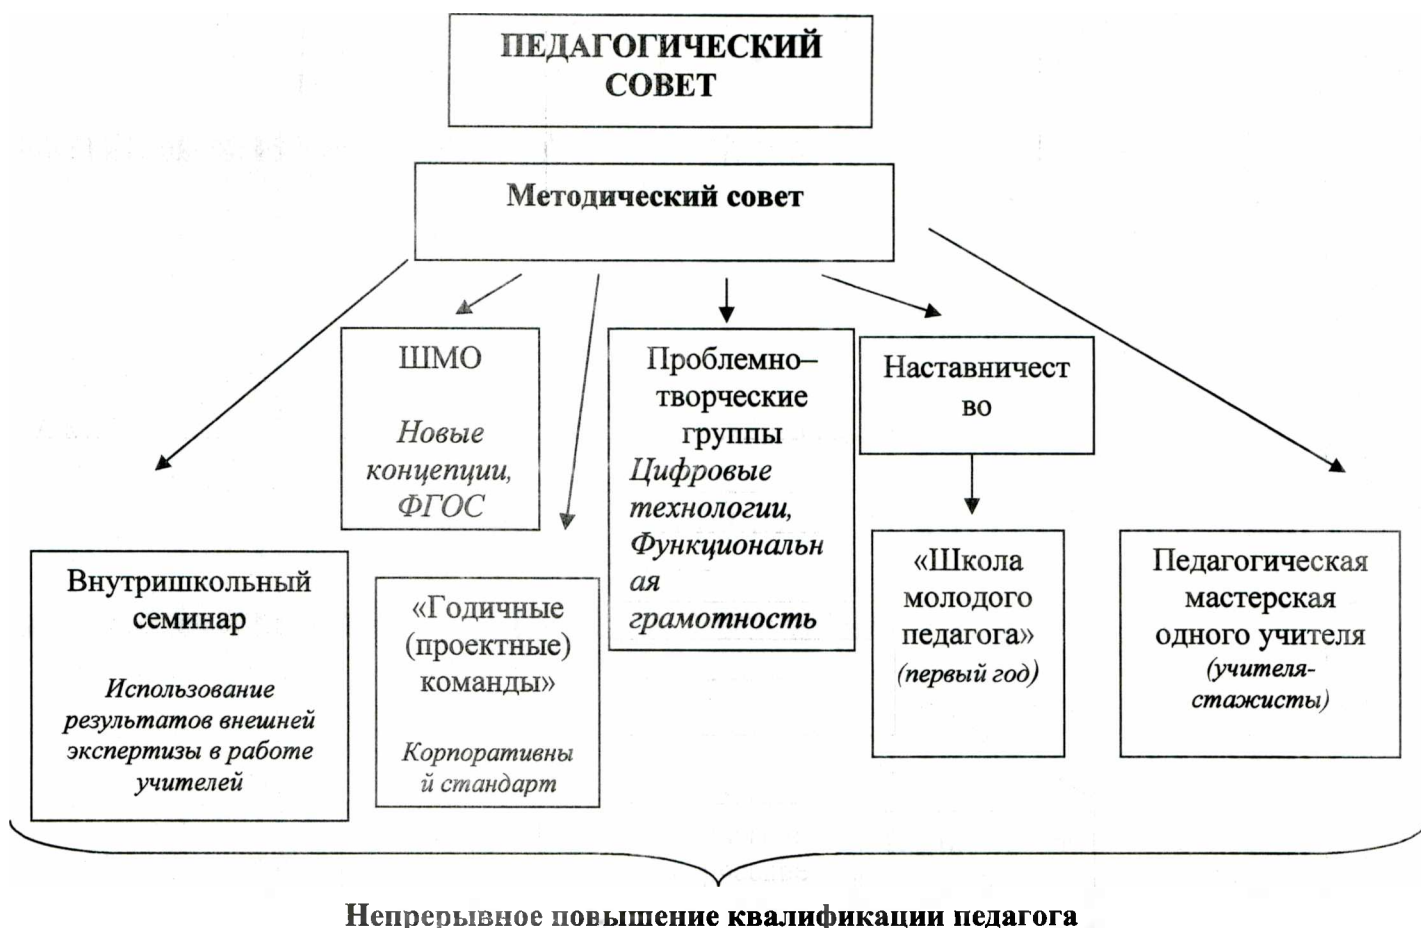 ПЕДАГОГИЧЕСКИЙ
СОВЕТ
Методический совет
ШМО
Новые
концепции,
ФГОС
Проблемно–
творческие
группы
Цифровые
технологии,
Функциональн
ая
грамотность
Наставничест
во
Внутришкольный
семинар
Использование
результатов внешней
экспертизы в работе
учителей
«Годичные
(проектные)
команды»
Корпоративны
й стандарт
«Школа
молодого
педагога»
(первый год)
Педагогическая
мастерская
одного учителя
(учителя-
стажисты)
Непрерывное повышение квалификации педагога